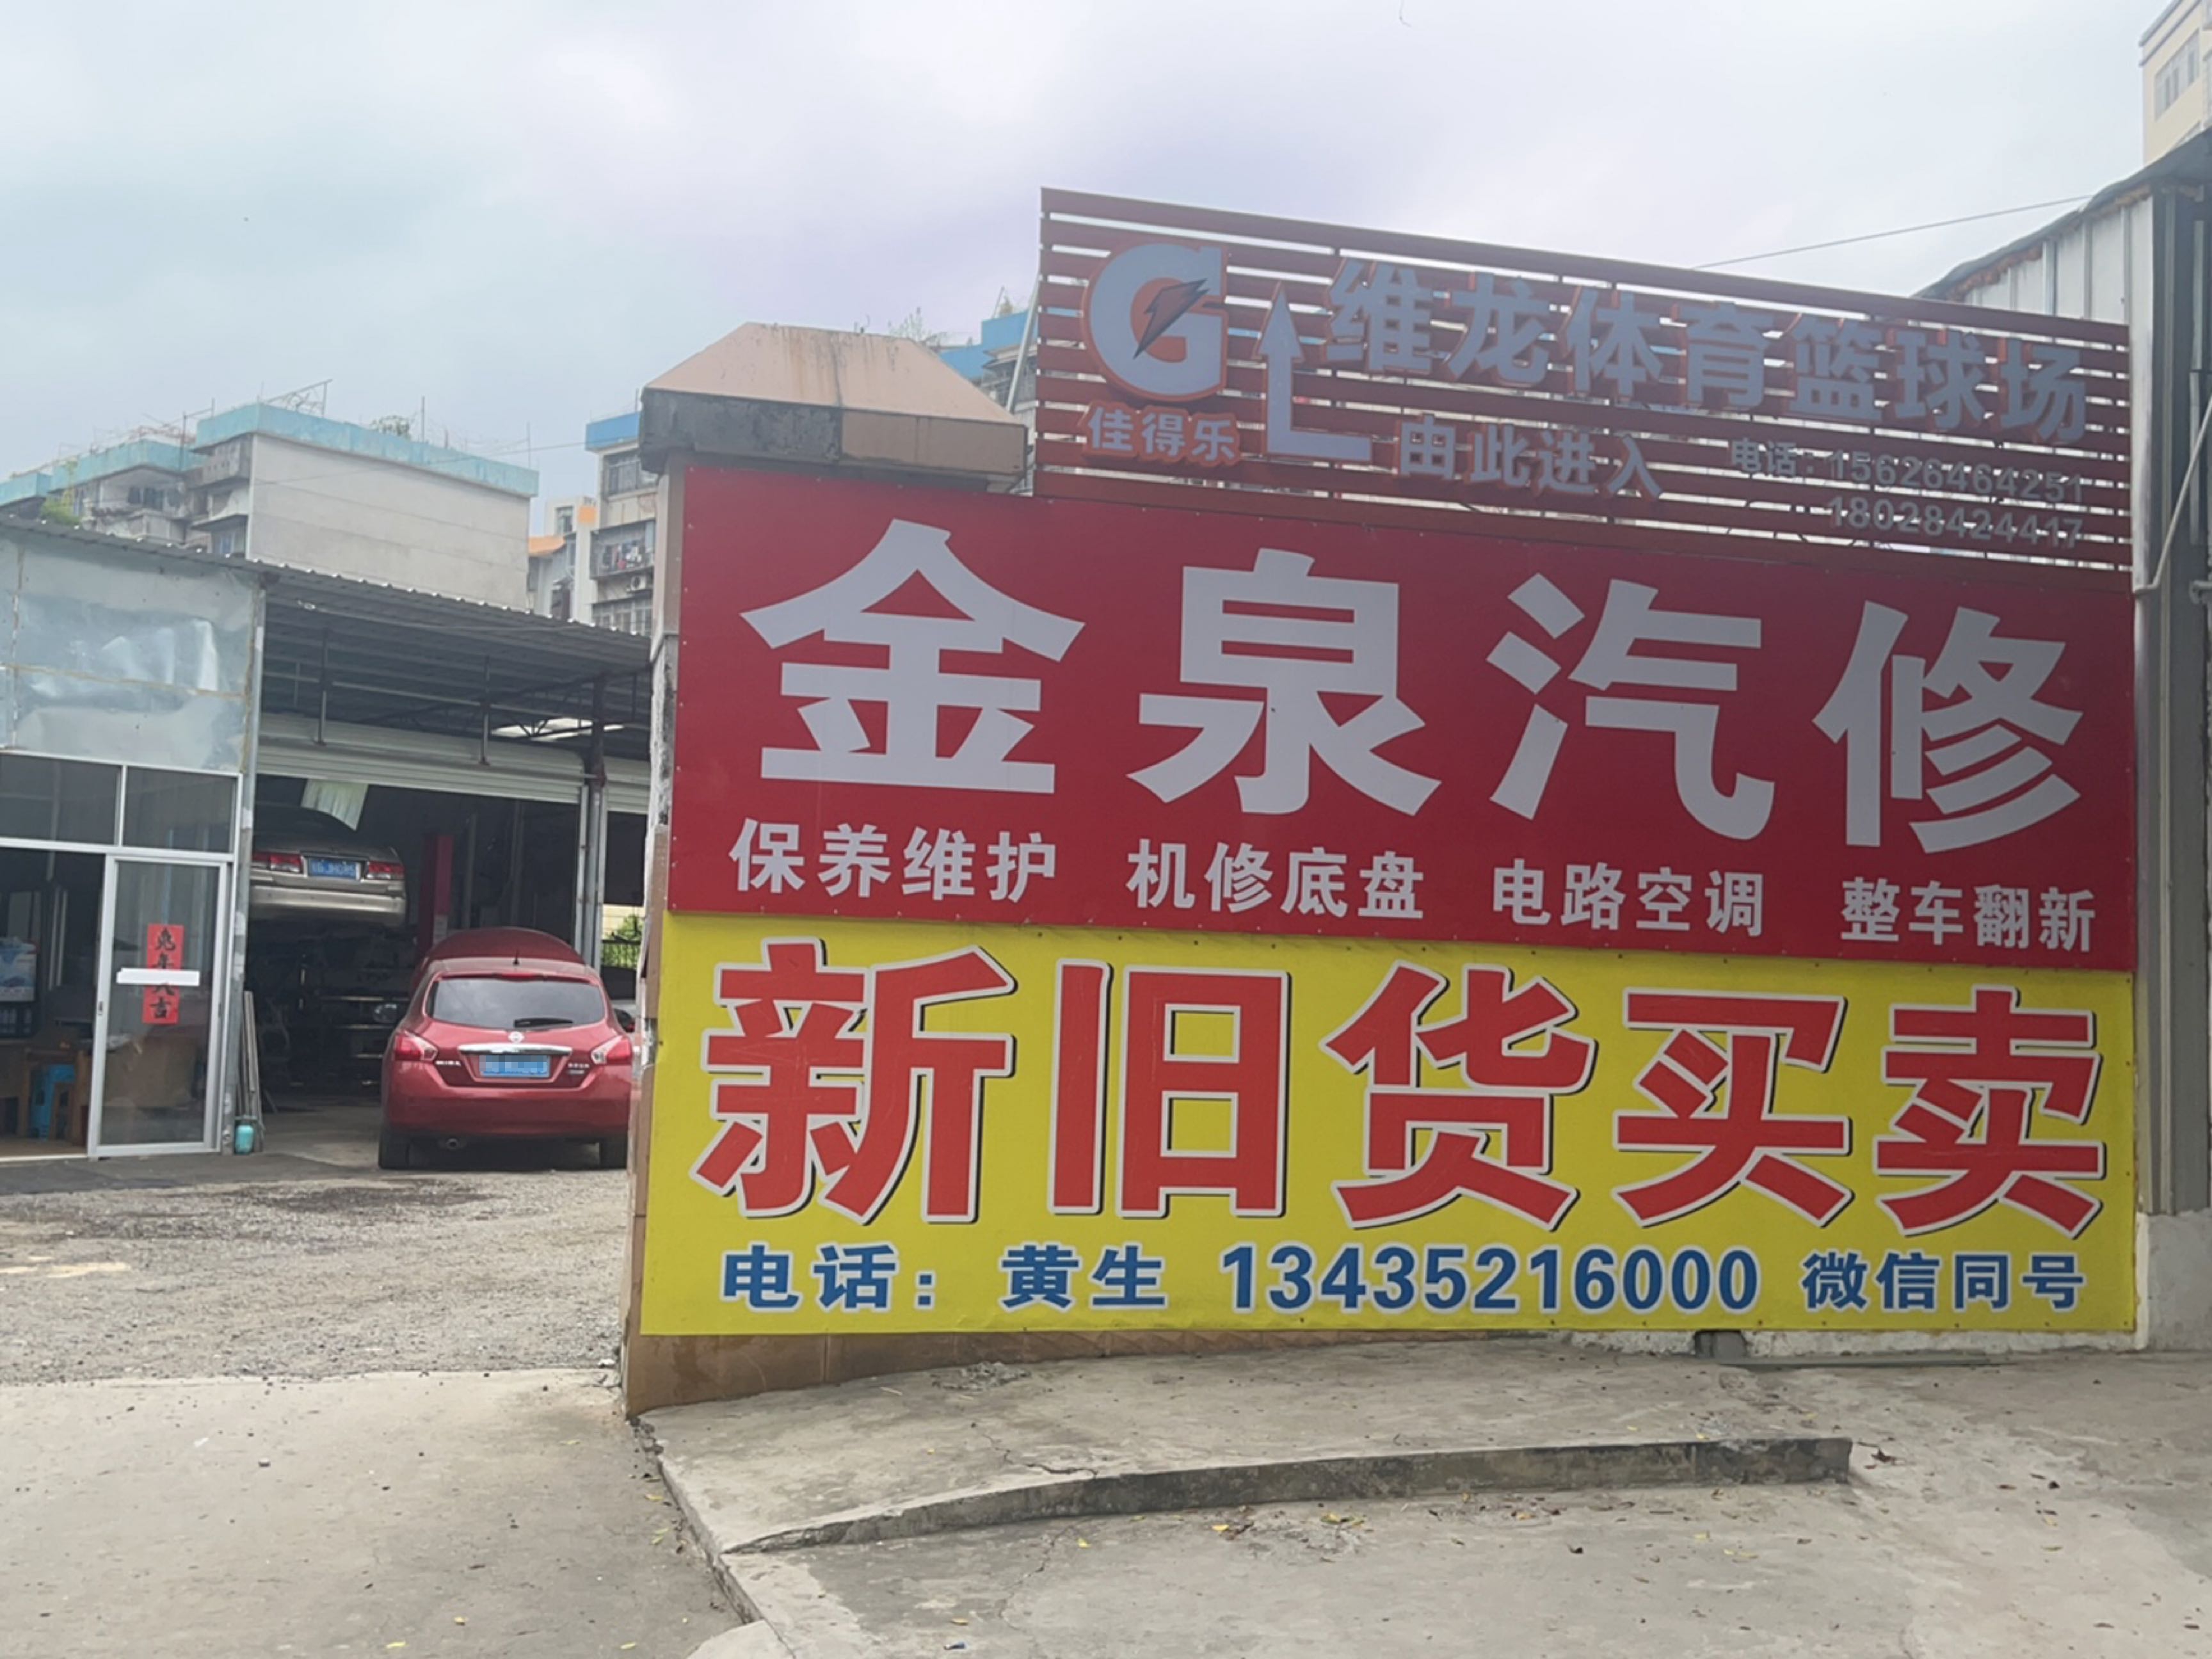 维龙体育篮球场
佳得乐
由此进入
电话：15626464251
18028424417
金泉汽修
保养维护 机修底盘 电路空调 整车翻新
新旧货买卖
电话：黄生 13435216000 微信同号